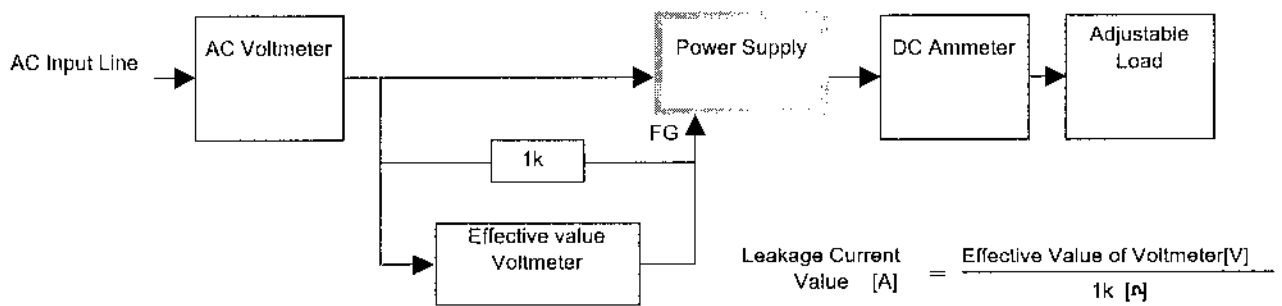 AC Input Line
AC Voltmeter
Power Supply
DC Ammeter
Adjustable
Load
FG
1k
Effective value
Voltmeter
Leakage Current
Value [A]
=
Effective Value of Voltmeter[V]
1k [Ω]